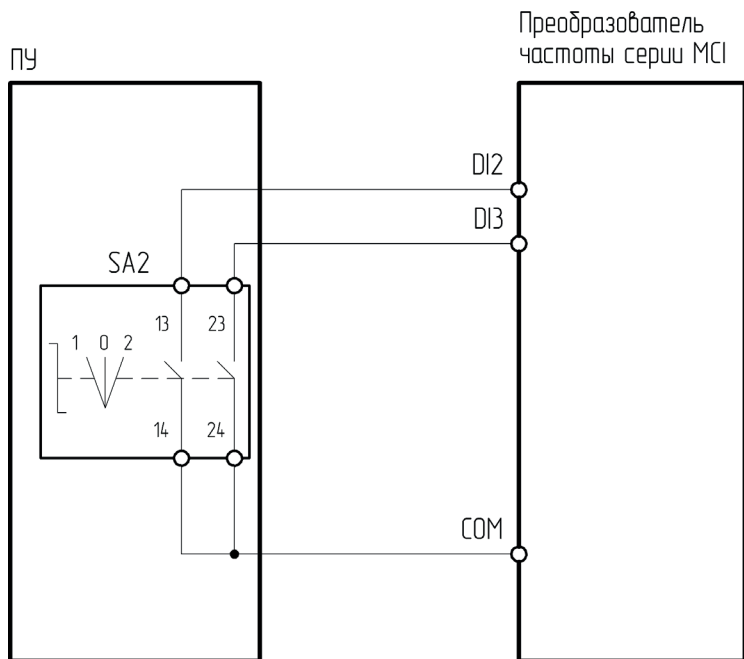 Преобразователь
частоты серии MCI
ПУ
DI2
DI3
SA2
13
23
1 0 2
14
24
COM